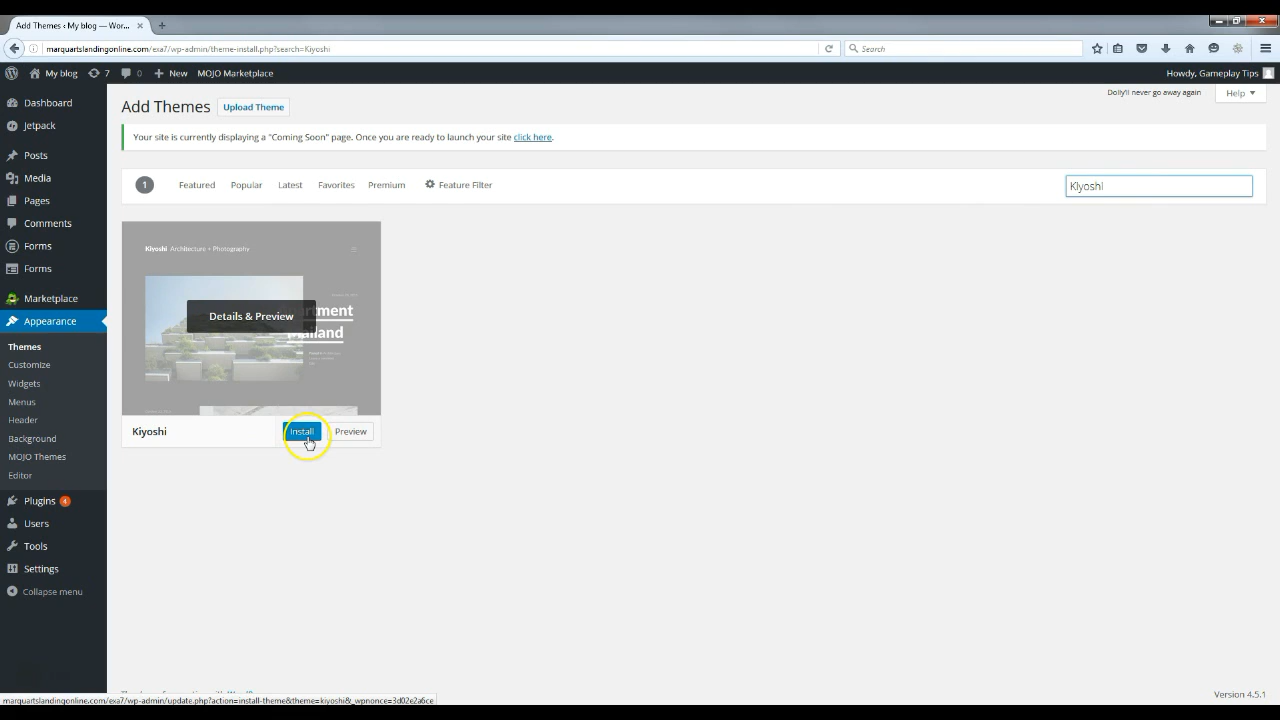 Add Themes ‹ My blog — Wor...
marquartslandingonline.com/exa7/wp-admin/theme-install.php?search=Kiyoshi
Search
My blog 7 0 New MOJO Marketplace
Howdy, Gameplay Tips
Dashboard
Jetpack
Posts
Media
Pages
Comments
Forms
Forms
Marketplace
Appearance
Themes
Customize
Widgets
Menus
Header
Background
MOJO Themes
Editor
Plugins 4
Users
Tools
Settings
Collapse menu
Add Themes Upload Theme
Dolly'll never go away again
Help
Your site is currently displaying a "Coming Soon" page. Once you are ready to launch your site click here.
1 Featured Popular Latest Favorites Premium Feature Filter
Kiyoshi
Kiyoshi Architecture + Photography
Details & Preview
Kiyoshi
Install
Preview
marquartslandingonline.com/exa7/wp-admin/update.php?action=install-theme&theme=kiyoshi&_wpnonce=3d02e2a6ce
Version 4.5.1